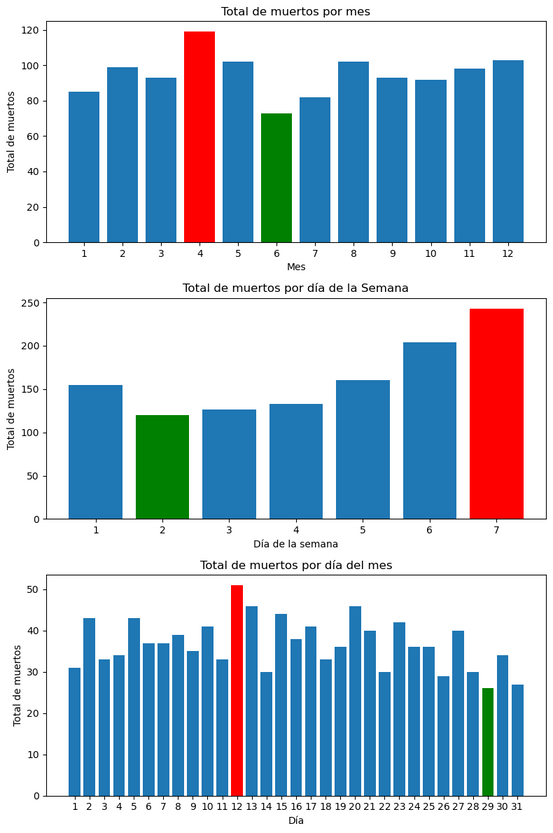 Total de muertos por mes
Total de muertos
120
100
80
60
40
20
0
1 2 3 4 5 6 7 8 9 10 11 12
Mes
Total de muertos por día de la Semana
Total de muertos
250
200
150
100
50
0
1 2 3 4 5 6 7
Día de la semana
Total de muertos por día del mes
Total de muertos
50
40
30
20
10
0
1 2 3 4 5 6 7 8 9 10 11 12 13 14 15 16 17 18 19 20 21 22 23 24 25 26 27 28 29 30 31
Día